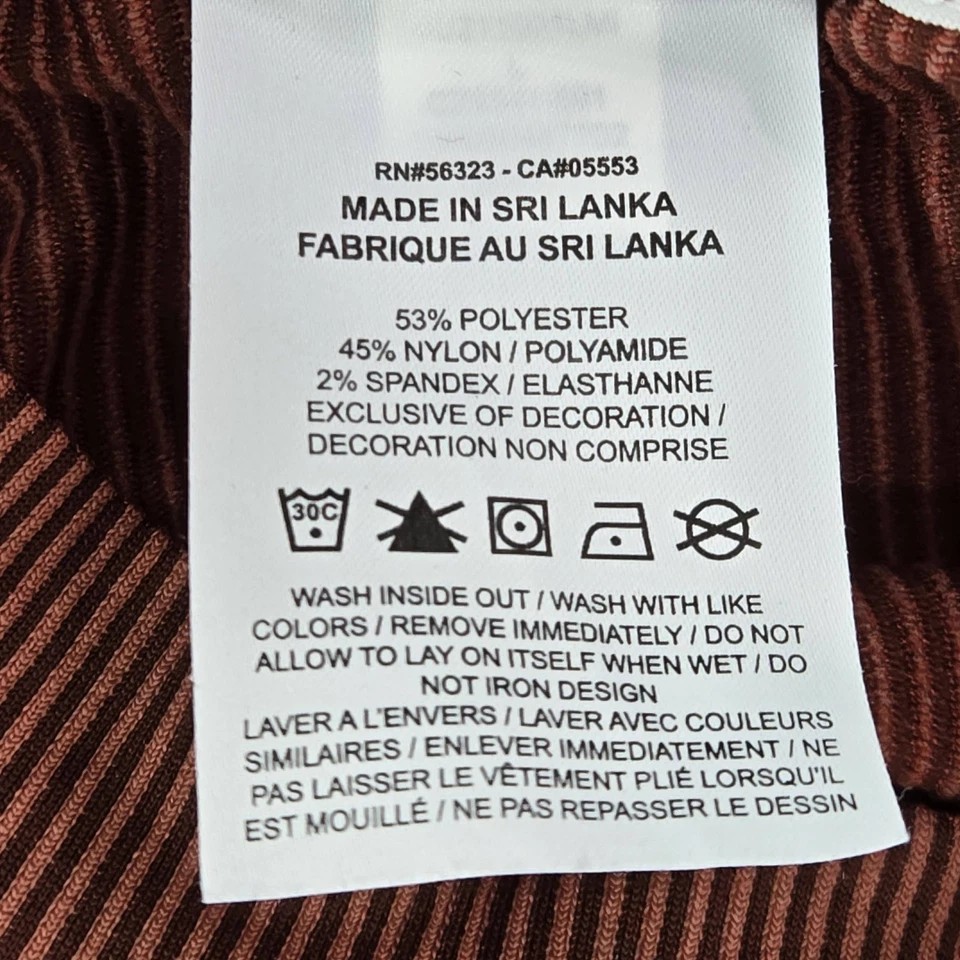 RN#56323 - CA#05553
MADE IN SRI LANKA
FABRIQUE AU SRI LANKA
53% POLYESTER
45% NYLON / POLYAMIDE
2% SPANDEX / ELASTHANNE
EXCLUSIVE OF DECORATION /
DECORATION NON COMPRISE
30C
WASH INSIDE OUT / WASH WITH LIKE
COLORS / REMOVE IMMEDIATELY / DO NOT
ALLOW TO LAY ON ITSELF WHEN WET / DO
NOT IRON DESIGN
LAVER A L'ENVERS / LAVER AVEC COULEURS
SIMILAIRES / ENLEVER IMMEDIATEMENT / NE
PAS LAISSER LE VÊTEMENT PLIÉ LORSQU'IL
EST MOUILLÉ / NE PAS REPASSER LE DESSIN